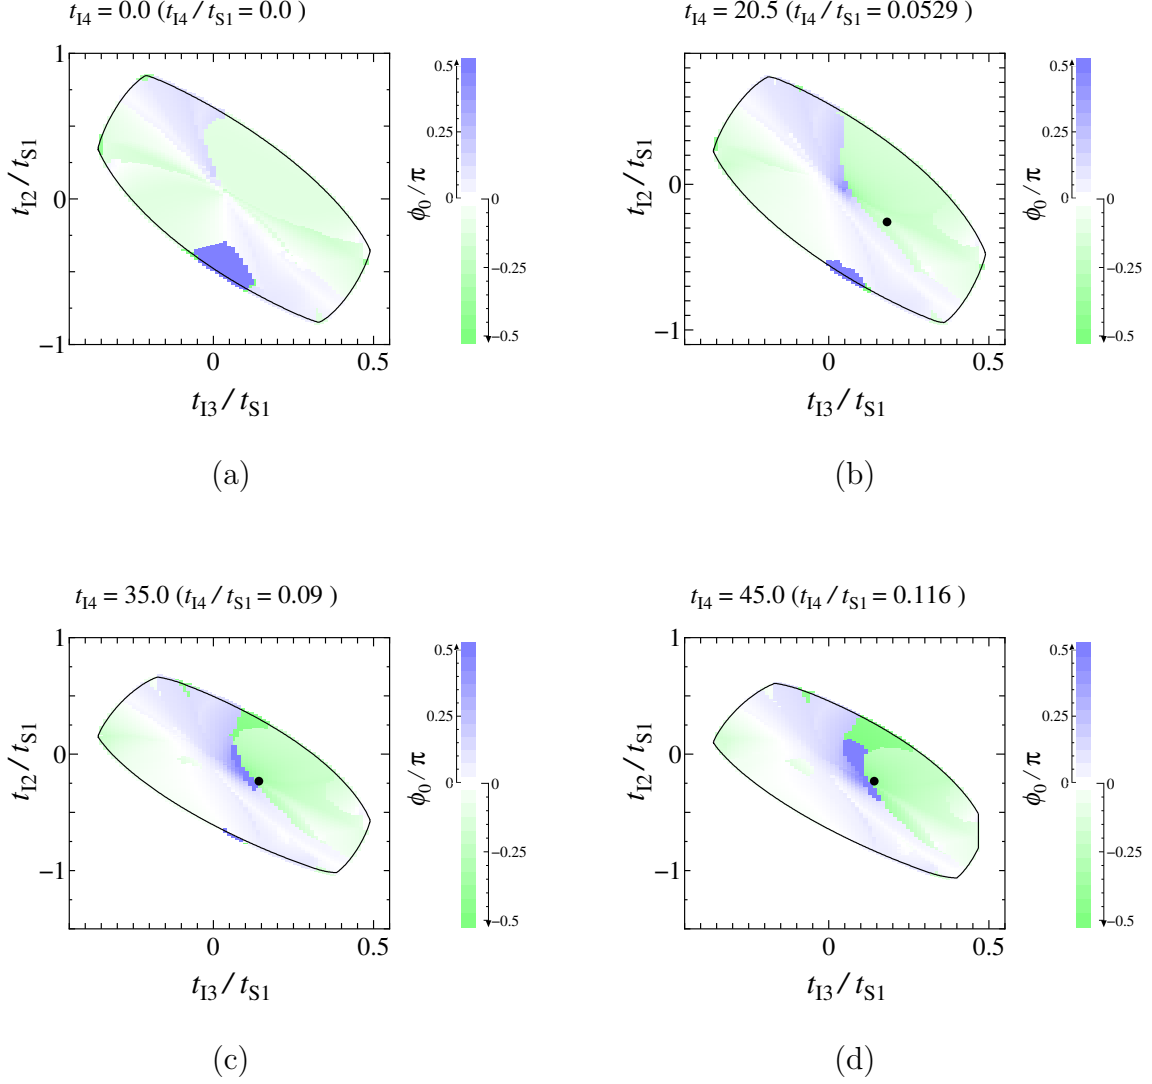 t_I4 = 0.0 ( t_I4 / t_S1 = 0.0 )
1
0
−1
t_I2 / t_S1
0
0.5
t_I3 / t_S1
0.5
0.25
0
0
−0.25
−0.5
ϕ_0 / π
(a)
t_I4 = 20.5 ( t_I4 / t_S1 = 0.0529 )
1
0
−1
t_I2 / t_S1
0
0.5
t_I3 / t_S1
0.5
0.25
0
0
−0.25
−0.5
ϕ_0 / π
(b)
t_I4 = 35.0 ( t_I4 / t_S1 = 0.09 )
1
0
−1
t_I2 / t_S1
0
0.5
t_I3 / t_S1
0.5
0.25
0
0
−0.25
−0.5
ϕ_0 / π
(c)
t_I4 = 45.0 ( t_I4 / t_S1 = 0.116 )
1
0
−1
t_I2 / t_S1
0
0.5
t_I3 / t_S1
0.5
0.25
0
0
−0.25
−0.5
ϕ_0 / π
(d)